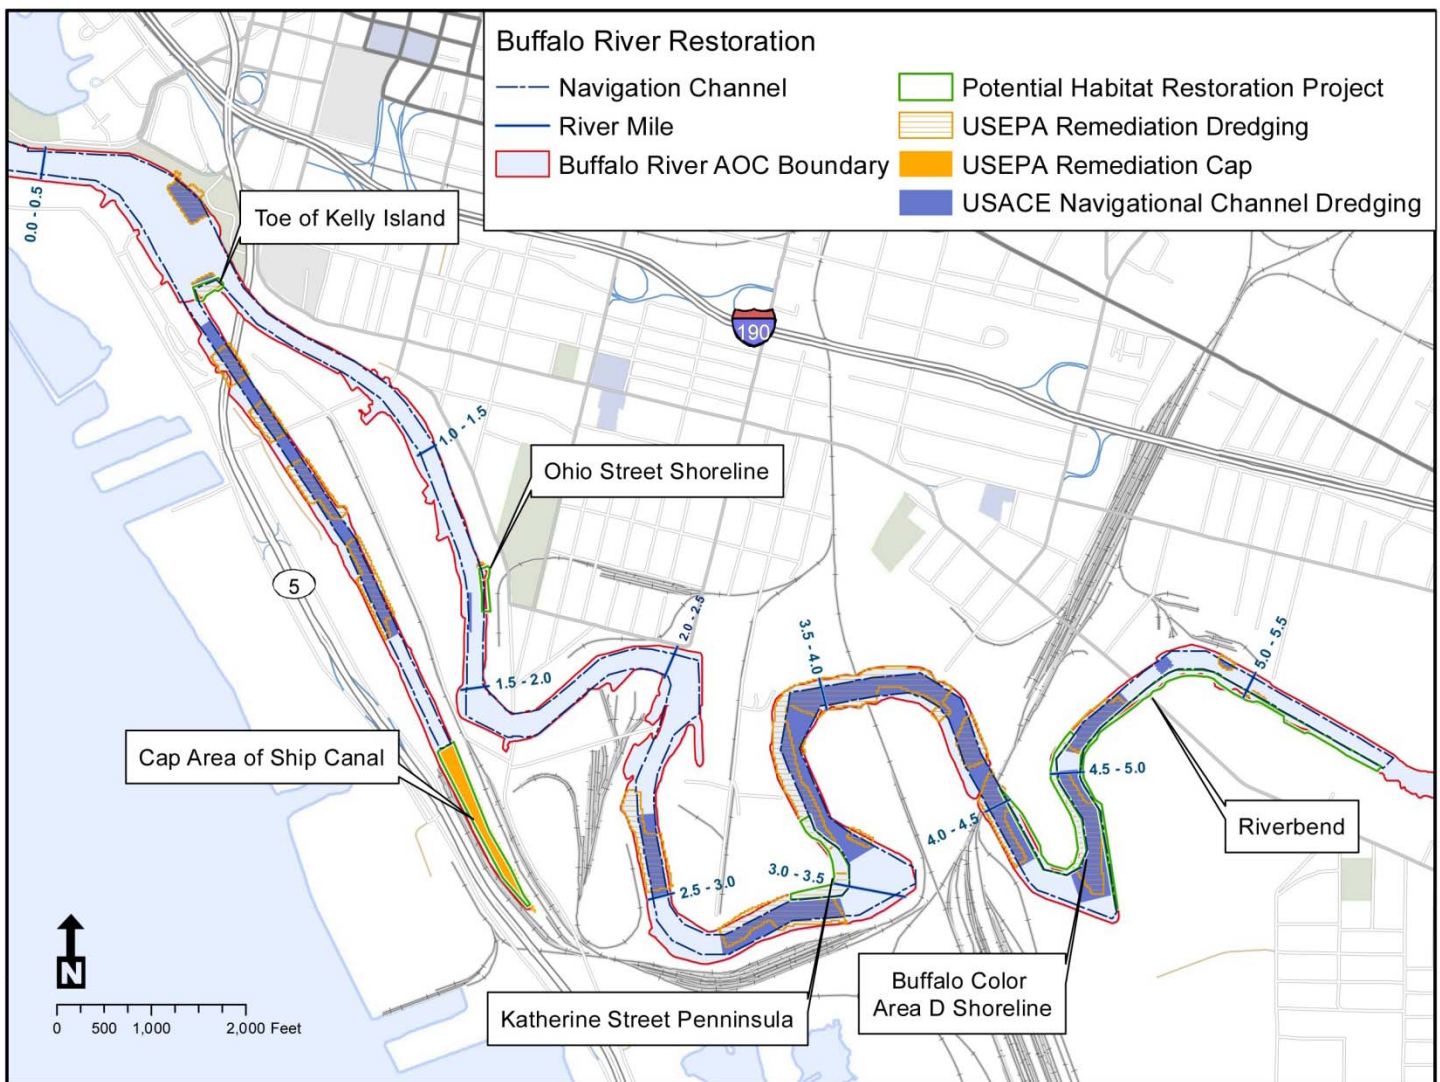 Buffalo River Restoration
Navigation Channel
River Mile
Buffalo River AOC Boundary
Potential Habitat Restoration Project
USEPA Remediation Dredging
USEPA Remediation Cap
USACE Navigational Channel Dredging
0.0 - 0.5
Toe of Kelly Island
190
1.0 - 1.5
Ohio Street Shoreline
5
2.0 - 2.5
3.5 - 4.0
5.0 - 5.5
1.5 - 2.0
Cap Area of Ship Canal
4.5 - 5.0
4.0 - 4.5
Riverbend
3.0 - 3.5
2.5 - 3.0
N
Buffalo Color
Area D Shoreline
Katherine Street Penninsula
0 500 1,000 2,000 Feet